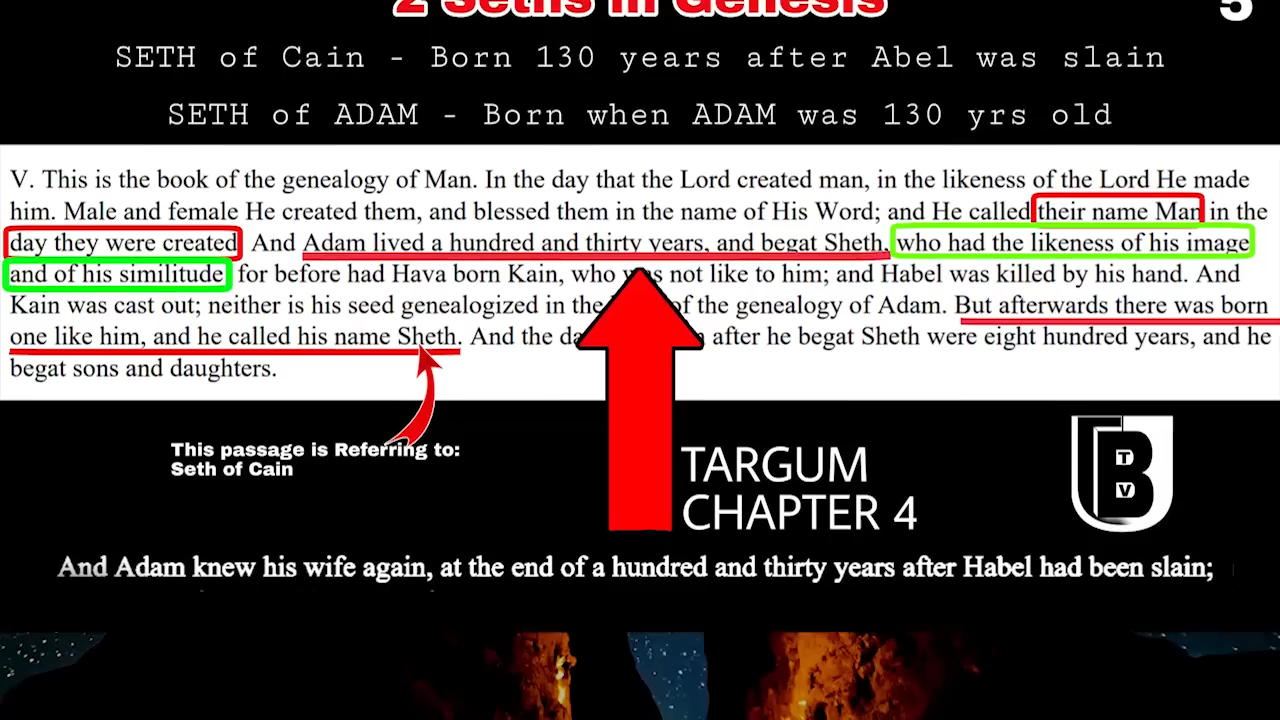 2 Seths in Genesis
5
SETH of Cain - Born 130 years after Abel was slain
SETH of ADAM - Born when ADAM was 130 yrs old
V. This is the book of the genealogy of Man. In the day that the Lord created man, in the likeness of the Lord He made
him. Male and female He created them, and blessed them in the name of His Word; and He called their name Man in the
day they were created And Adam lived a hundred and thirty years, and begat Sheth, who had the likeness of his image
and of his similitude for before had Hava born Kain, who was not like to him; and Habel was killed by his hand. And
Kain was cast out; neither is his seed genealogized in the of the genealogy of Adam. But afterwards there was born
one like him, and he called his name Sheth. And the after he begat Sheth were eight hundred years, and he
begat sons and daughters.
This passage is Referring to:
Seth of Cain
TARGUM
CHAPTER 4
B
T
V
And Adam knew his wife again, at the end of a hundred and thirty years after Habel had been slain;